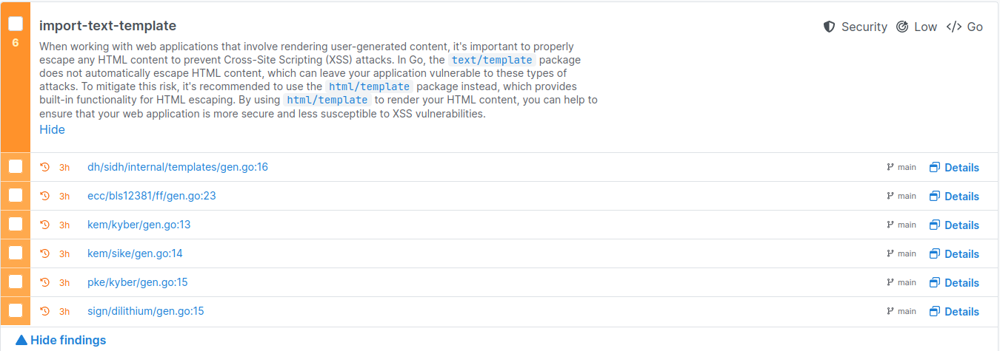 import-text-template
Security Low Go
6
When working with web applications that involve rendering user-generated content, it's important to properly
escape any HTML content to prevent Cross-Site Scripting (XSS) attacks. In Go, the text/template package
does not automatically escape HTML content, which can leave your application vulnerable to these types of
attacks. To mitigate this risk, it's recommended to use the html/template package instead, which provides
built-in functionality for HTML escaping. By using html/template to render your HTML content, you can help to
ensure that your web application is more secure and less susceptible to XSS vulnerabilities.
Hide
3h dh/sidh/internal/templates/gen.go:16 main Details
3h ecc/bls12381/ff/gen.go:23 main Details
3h kem/kyber/gen.go:13 main Details
3h kem/sike/gen.go:14 main Details
3h pke/kyber/gen.go:15 main Details
3h sign/dilithium/gen.go:15 main Details
Hide findings